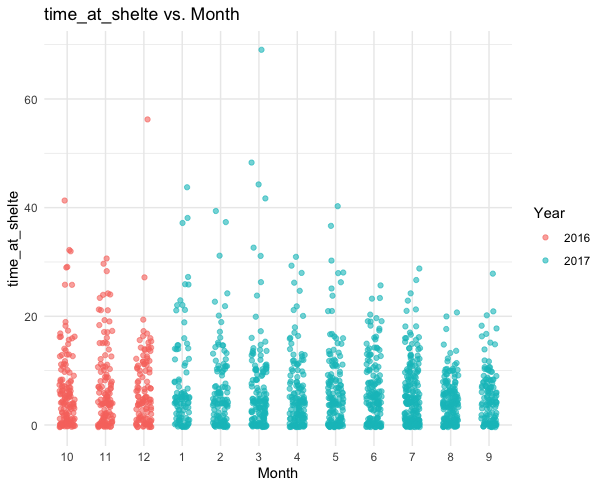 time_at_shelte vs. Month
60
40
20
0
time_at_shelte
10 11 12 1 2 3 4 5 6 7 8 9
Month
Year
2016
2017